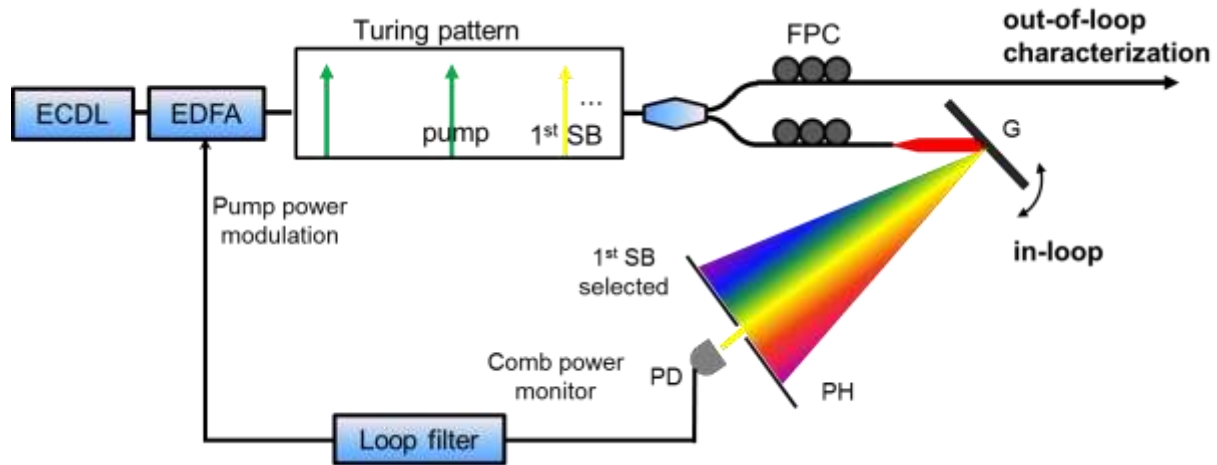 Turing pattern
FPC
out-of-loop
characterization
ECDL
EDFA
...
pump
1st SB
G
Pump power
modulation
in-loop
1st SB
selected
Comb power
monitor
PD
PH
Loop filter